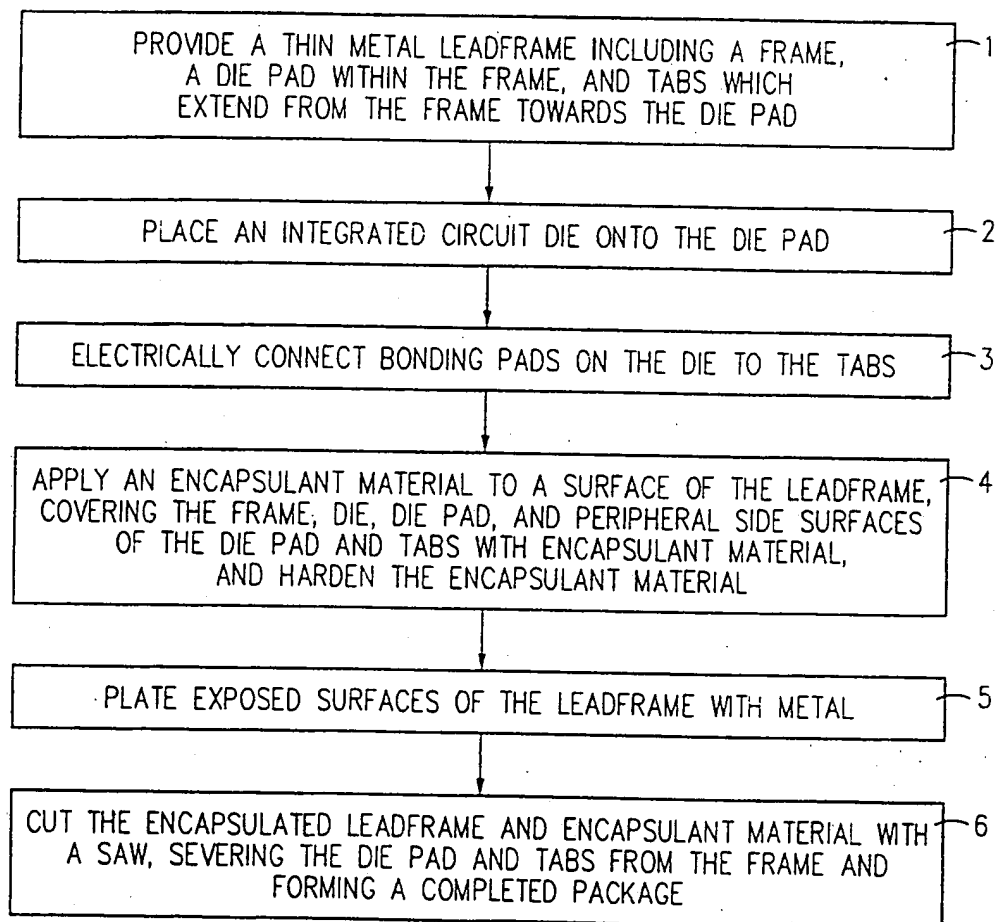 PROVIDE A THIN METAL LEADFRAME INCLUDING A FRAME,
A DIE PAD WITHIN THE FRAME, AND TABS WHICH
EXTEND FROM THE FRAME TOWARDS THE DIE PAD
1
PLACE AN INTEGRATED CIRCUIT DIE ONTO THE DIE PAD
2
ELECTRICALLY CONNECT BONDING PADS ON THE DIE TO THE TABS
3
APPLY AN ENCAPSULANT MATERIAL TO A SURFACE OF THE LEADFRAME,
COVERING THE FRAME, DIE, DIE PAD, AND PERIPHERAL SIDE SURFACES
OF THE DIE PAD AND TABS WITH ENCAPSULANT MATERIAL,
AND HARDEN THE ENCAPSULANT MATERIAL
4
PLATE EXPOSED SURFACES OF THE LEADFRAME WITH METAL
5
CUT THE ENCAPSULATED LEADFRAME AND ENCAPSULANT MATERIAL WITH
A SAW, SEVERING THE DIE PAD AND TABS FROM THE FRAME AND
FORMING A COMPLETED PACKAGE
6